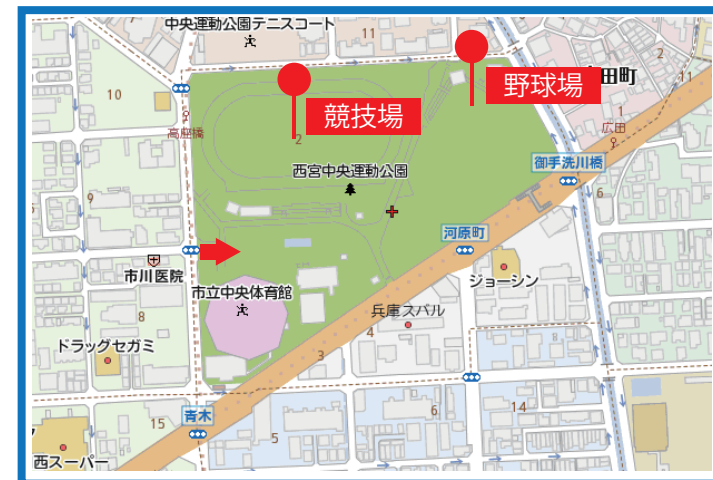 中央運動公園テニスコート
11
2
田町
11
10
競技場
野球場
1
高座橋
2
広田
西宮中央運動公園
御手洗川橋
9
6
河原町
市川医院
市立中央体育館
ジョーシン
8
兵庫スバル
4
ドラッグセガミ
3
青木
6
14
15
5
西スーパー